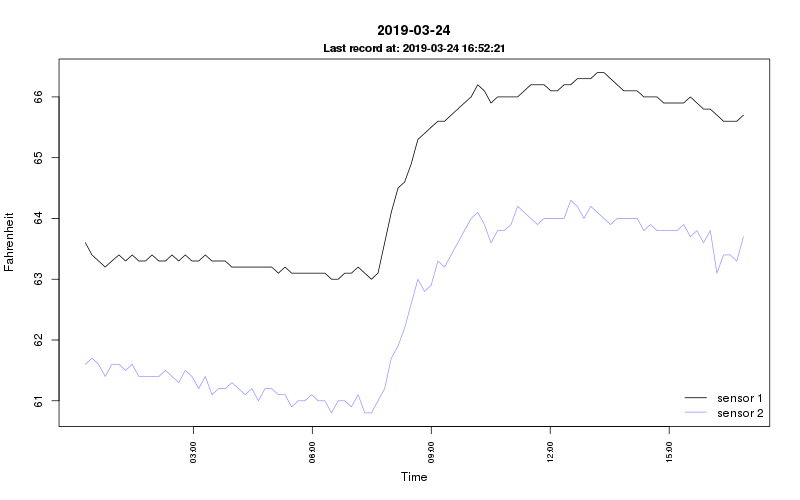 2019-03-24
Last record at: 2019-03-24 16:52:21
Fahrenheit
66
65
64
63
62
61
sensor 1
sensor 2
03:00
06:00
09:00
12:00
15:00
Time